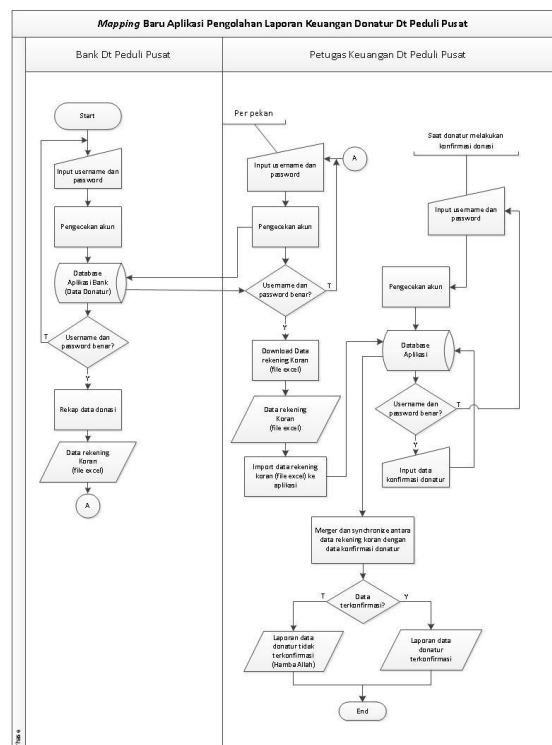 Mapping Baru Aplikasi Pengolahan Laporan Keuangan Donatur Dt Peduli Pusat
Bank Dt Peduli Pusat
Petugas Keuangan Dt Peduli Pusat
Start
Input username dan
password
Pengecekan akun
Database
Aplikasi Bank
(Data Donatur)
Username dan
password benar?
T
Y
Rekap data donasi
Data rekening
Koran
(file excel)
A
Per pekan
Input username dan
password
A
Pengecekan akun
Username dan
password benar?
T
Y
Download Data
rekening Koran
(file excel)
Data rekening
Koran
(file excel)
Import data rekening
koran (file excel) ke
aplikasi
Saat donatur melakukan
konfirmasi donasi
Input username dan
password
Pengecekan akun
Database
Aplikasi
Username dan
password benar?
T
Y
Input data
konfirmasi donatur
Merger dan synchronize antara
data rekening koran dengan
data konfirmasi donatur
Data
terkonfirmasi?
T
Y
Laporan data
donatur tidak
terkonfirmasi
(Hamba Allah)
Laporan data
donatur
terkonfirmasi
End
Phase